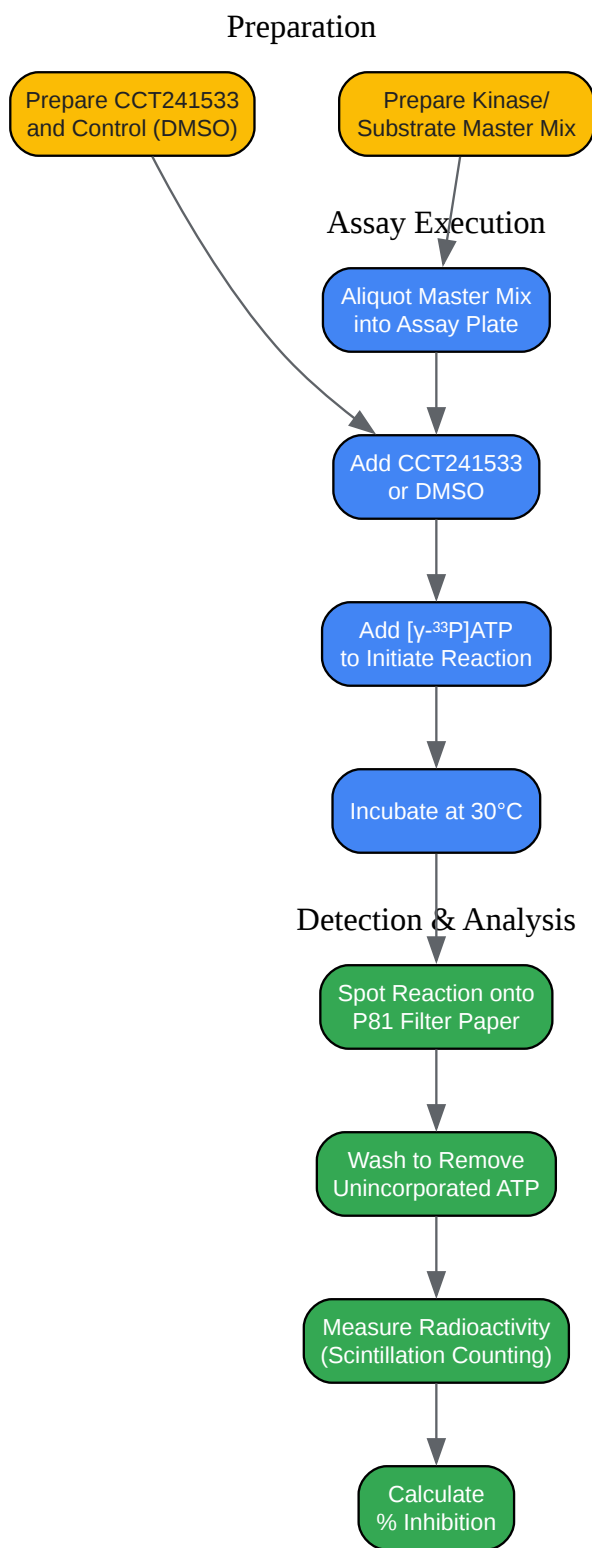 Preparation
Prepare CCT241533
and Control (DMSO)
Prepare Kinase/
Substrate Master Mix
Assay Execution
Aliquot Master Mix
into Assay Plate
Add CCT241533
or DMSO
Add [γ-³³P]ATP
to Initiate Reaction
Incubate at 30°C
Detection & Analysis
Spot Reaction onto
P81 Filter Paper
Wash to Remove
Unincorporated ATP
Measure Radioactivity
(Scintillation Counting)
Calculate
% Inhibition